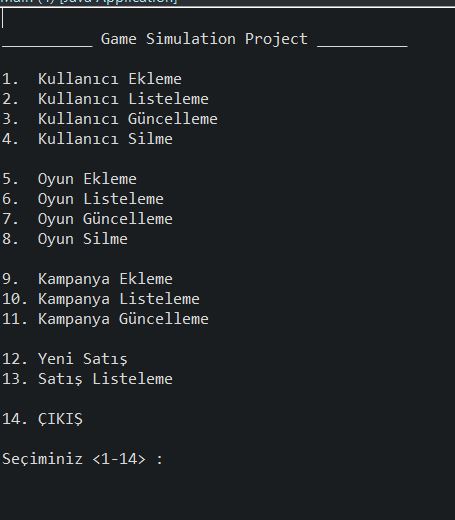 Main (4) [Java Application]
__________ Game Simulation Project _____________
1. Kullanıcı Ekleme
2. Kullanıcı Listeleme
3. Kullanıcı Güncelleme
4. Kullanıcı Silme
5. Oyun Ekleme
6. Oyun Listeleme
7. Oyun Güncelleme
8. Oyun Silme
9. Kampanya Ekleme
10. Kampanya Listeleme
11. Kampanya Güncelleme
12. Yeni Satış
13. Satış Listeleme
14. ÇIKIŞ
Seçiminiz <1-14> :